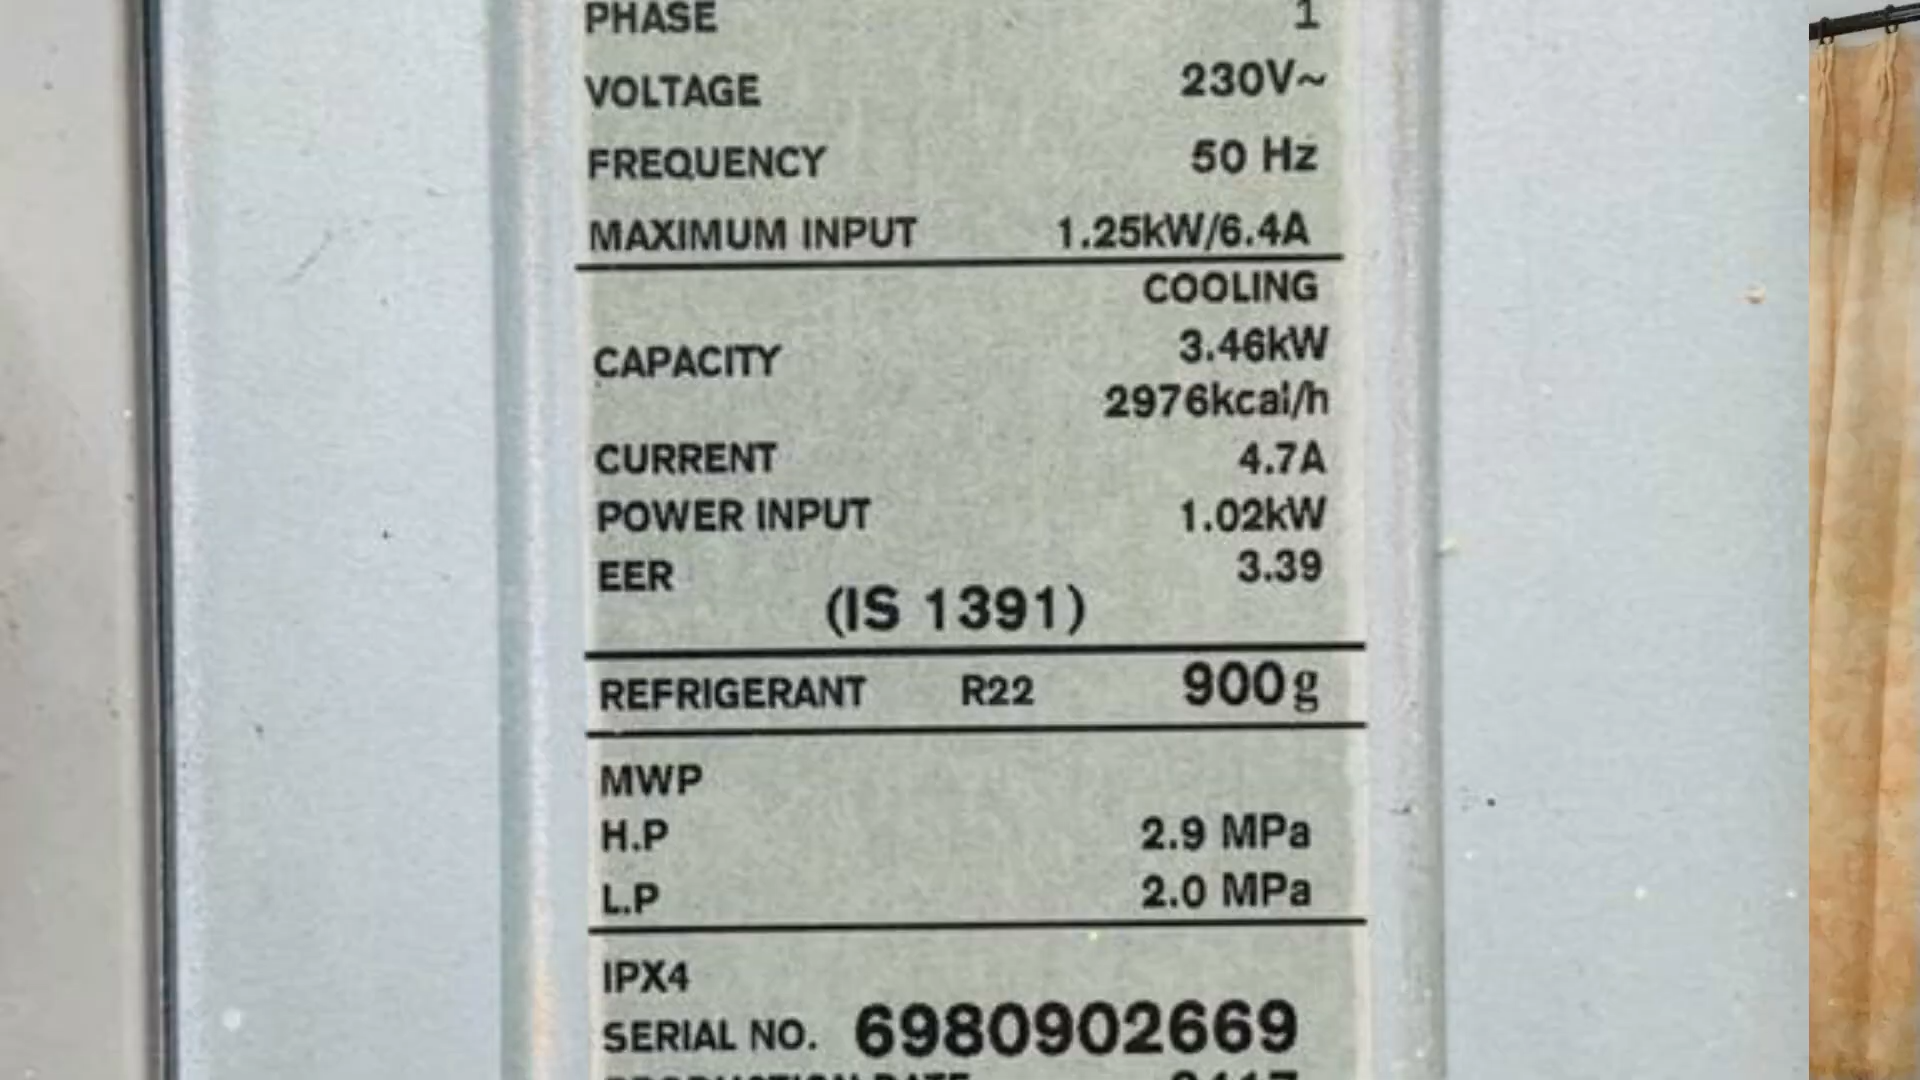 PHASE 1
VOLTAGE 230V~
FREQUENCY 50 Hz
MAXIMUM INPUT 1.25kW/6.4A
COOLING
CAPACITY 3.46kW
2976kcal/h
CURRENT 4.7A
POWER INPUT 1.02kW
EER 3.39
(IS 1391)
REFRIGERANT R22 900g
MWP
H.P 2.9 MPa
L.P 2.0 MPa
IPX4
SERIAL NO. 6980902669
PRODUCTION DATE